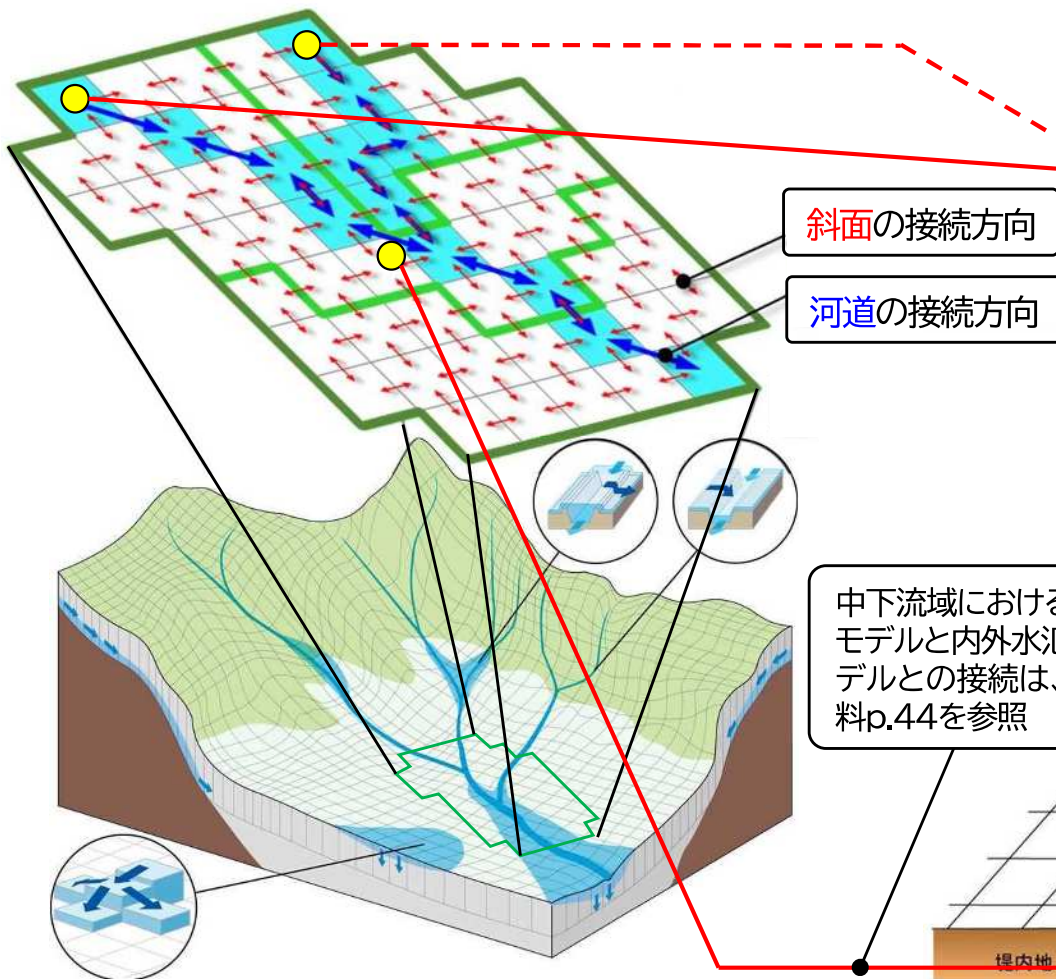 斜面の接続方向
河道の接続方向
中下流域における
モデルと内外水氾
デルとの接続は、
料p.44を参照
堤内地